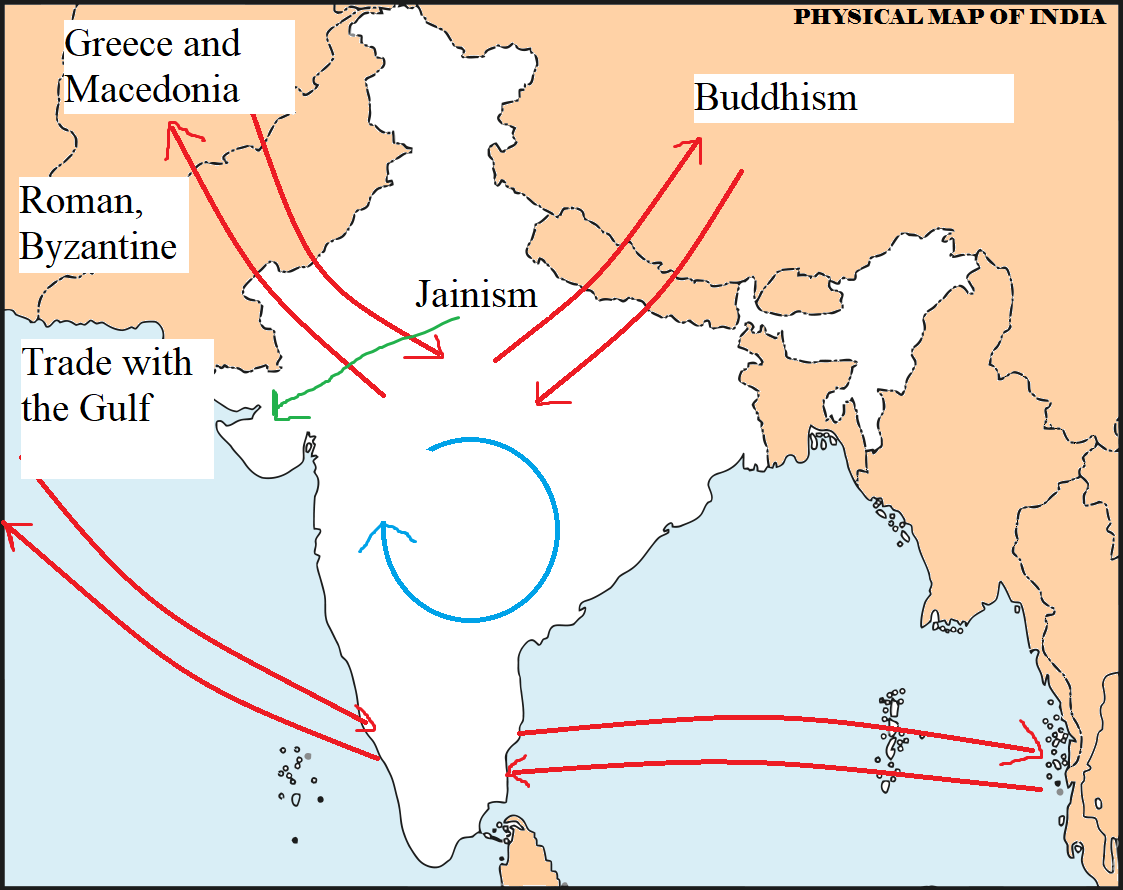 PHYSICAL MAP OF INDIA
Greece and
Macedonia
Buddhism
Roman,
Byzantine
Jainism
Trade with
the Gulf